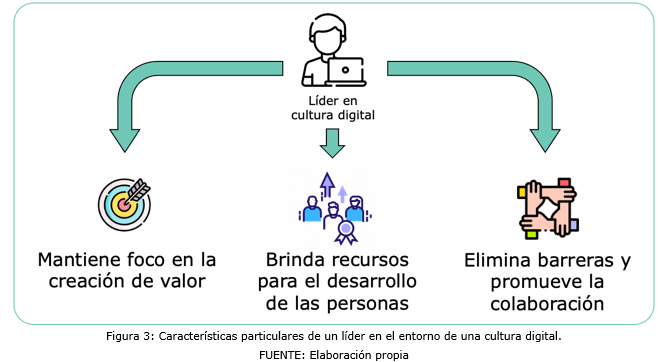 Líder en
cultura digital
Mantiene foco en la
creación de valor
Brinda recursos
para el desarrollo
de las personas
Elimina barreras y
promueve la
colaboración
Figura 3: Características particulares de un líder en el entorno de una cultura digital.
FUENTE: Elaboración propia